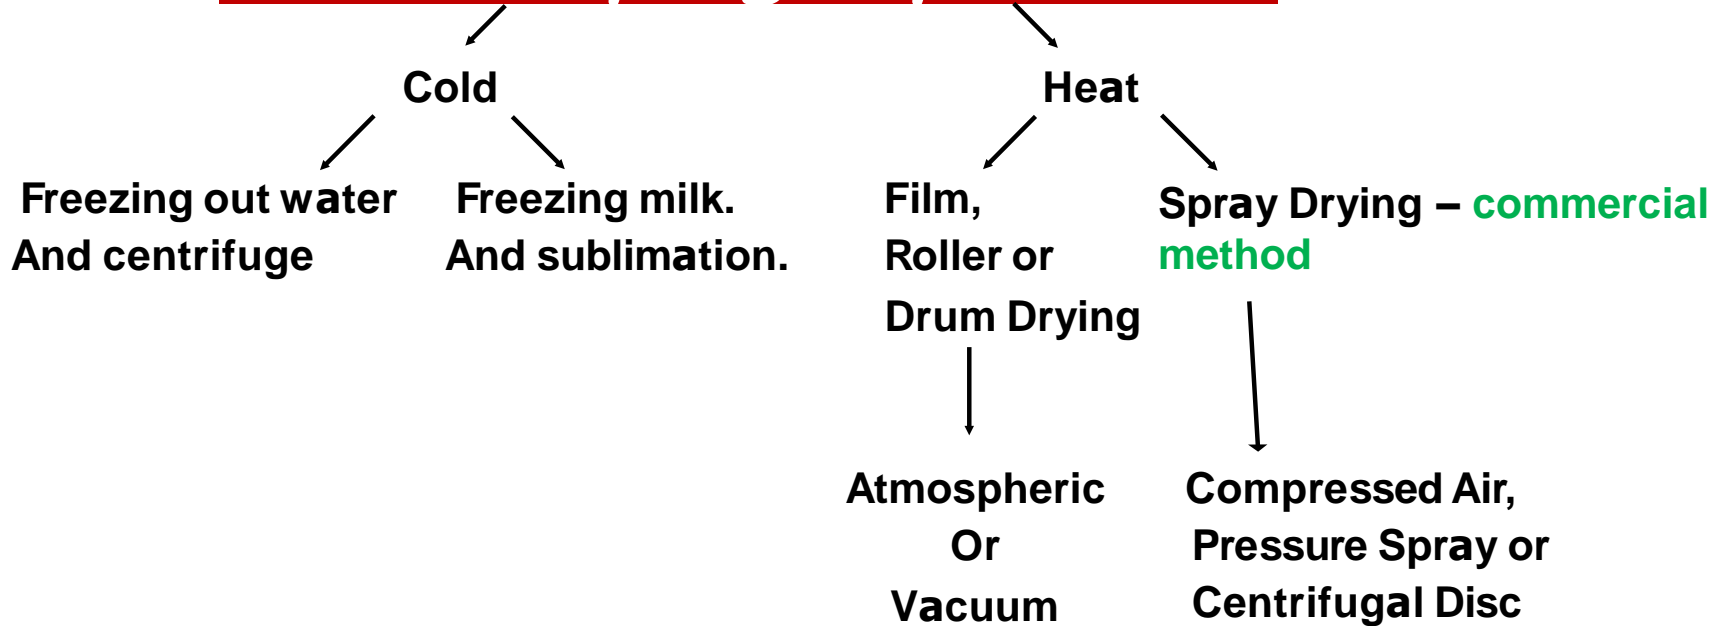 Cold
Heat
Freezing out water
And centrifuge
Freezing milk.
And sublimation.
Film,
Roller or
Drum Drying
Spray Drying – commercial
method
Atmospheric
Or
Vacuum
Compressed Air,
Pressure Spray or
Centrifugal Disc